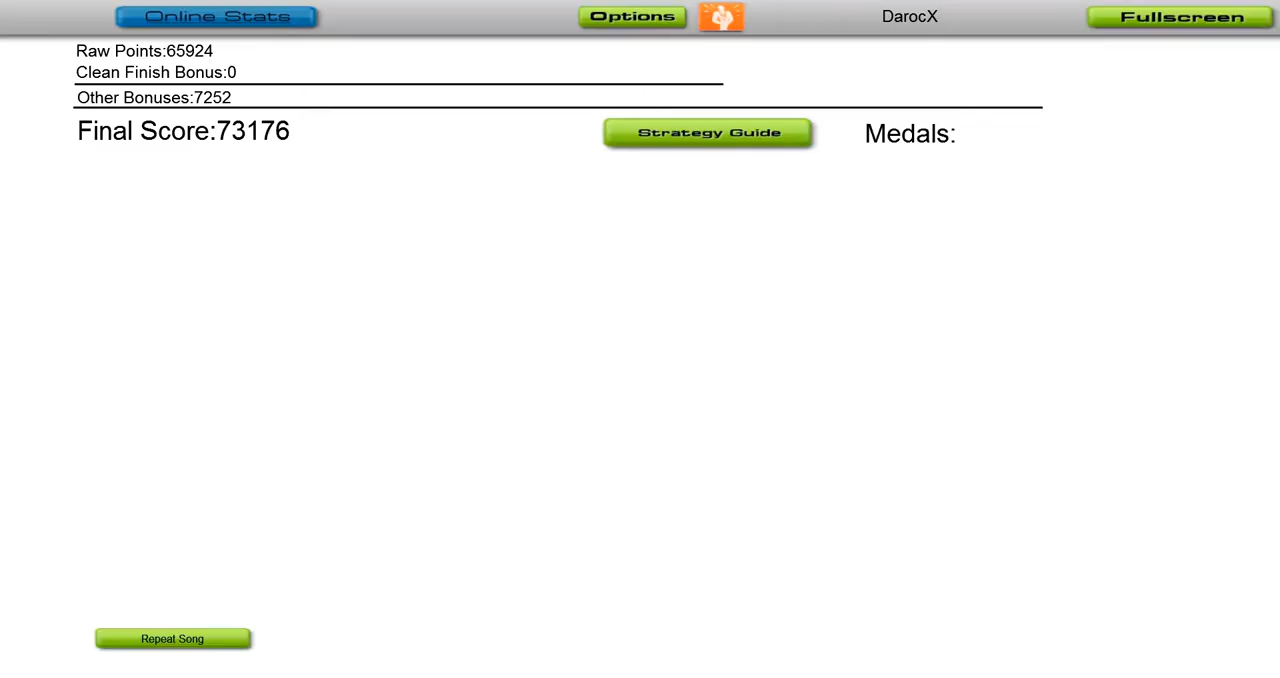 Online Stats
Options
DarocX
Fullscreen
Raw Points:65924
Clean Finish Bonus:0
Other Bonuses:7252
Final Score:73176
Strategy Guide
Medals:
Repeat Song